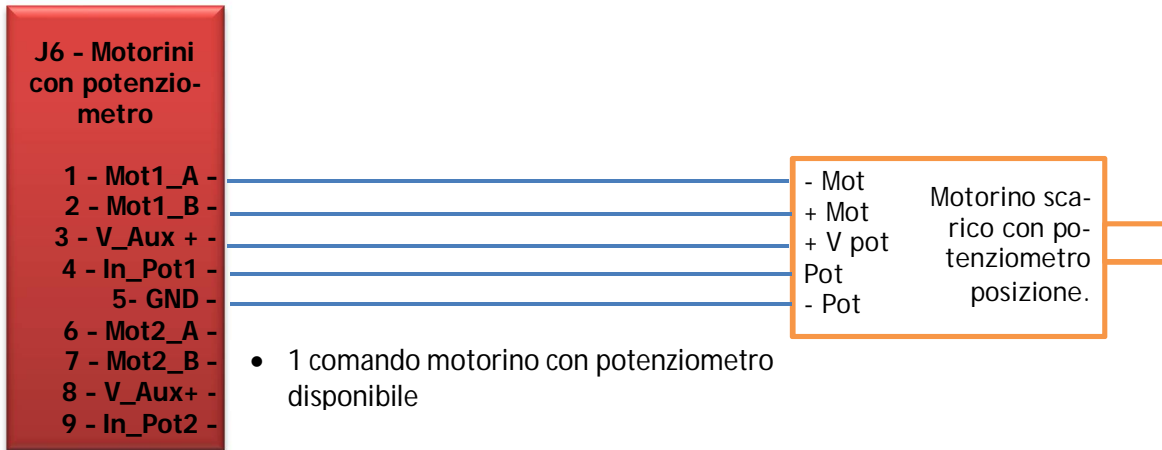 J6 - Motorini
con potenzio-
metro
1 - Mot1_A -
2 - Mot1_B -
3 - V_Aux + -
4 - In_Pot1 -
5- GND -
6 - Mot2_A -
7 - Mot2_B -
8 - V_Aux+ -
9 - In_Pot2 -
- Mot
+ Mot
+ V pot
Pot
- Pot
Motorino sca-
rico con po-
tenziometro
posizione.
• 1 comando motorino con potenziometro
disponibile